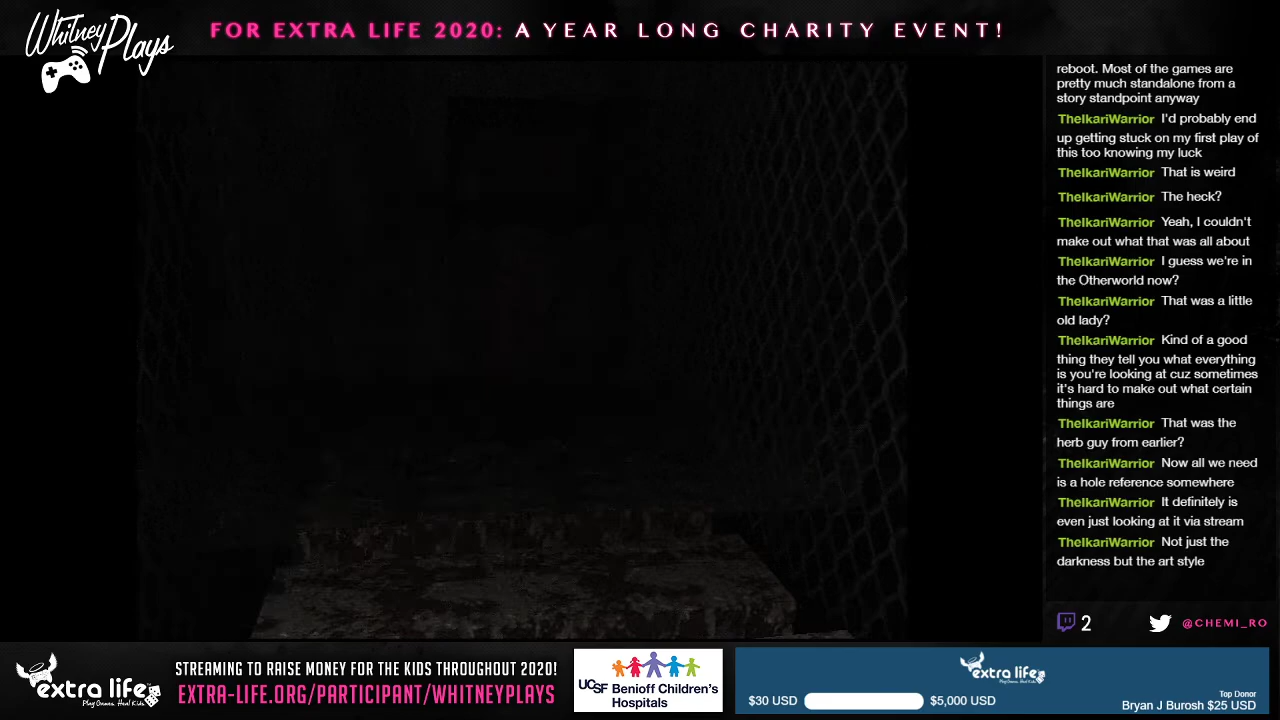 Whitney Plays
FOR EXTRA LIFE 2020: A YEAR LONG CHARITY EVENT!
reboot. Most of the games are
pretty much standalone from a
story standpoint anyway
TheIkariWarrior I'd probably end
up getting stuck on my first play of
this too knowing my luck
TheIkariWarrior That is weird
TheIkariWarrior The heck?
TheIkariWarrior Yeah, I couldn't
make out what that was all about
TheIkariWarrior I guess we're in
the Otherworld now?
TheIkariWarrior That was a little
old lady?
TheIkariWarrior Kind of a good
thing they tell you what everything
is you're looking at cuz sometimes
it's hard to make out what certain
things are
TheIkariWarrior That was the
herb guy from earlier?
TheIkariWarrior Now all we need
is a hole reference somewhere
TheIkariWarrior It definitely is
even just looking at it via stream
TheIkariWarrior Not just the
darkness but the art style
2
@CHEMI_RO
extra life
Play Games. Heal Kids.
STREAMING TO RAISE MONEY FOR THE KIDS THROUGHOUT 2020!
EXTRA-LIFE.ORG/PARTICIPANT/WHITNEYPLAYS
UCSF Benioff Children's
Hospitals
extra life
Play Games. Heal Kids.
$30 USD
$5,000 USD
Top Donor
Bryan J Burosh $25 USD